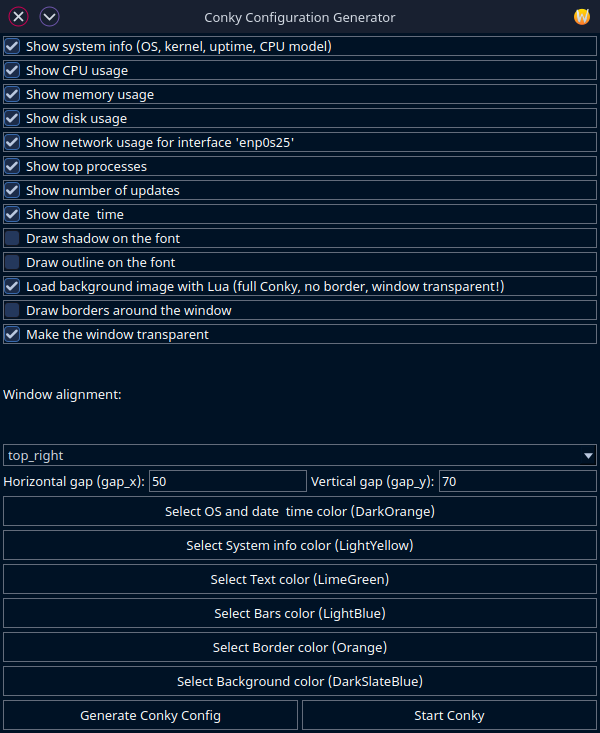 Conky Configuration Generator
W
Show system info (OS, kernel, uptime, CPU model)
Show CPU usage
Show memory usage
Show disk usage
Show network usage for interface 'enp0s25'
Show top processes
Show number of updates
Show date  time
Draw shadow on the font
Draw outline on the font
Load background image with Lua (full Conky, no border, window transparent!)
Draw borders around the window
Make the window transparent
Window alignment:
top_right
Horizontal gap (gap_x): 50 Vertical gap (gap_y): 70
Select OS and date  time color (DarkOrange)
Select System info color (LightYellow)
Select Text color (LimeGreen)
Select Bars color (LightBlue)
Select Border color (Orange)
Select Background color (DarkSlateBlue)
Generate Conky Config Start Conky